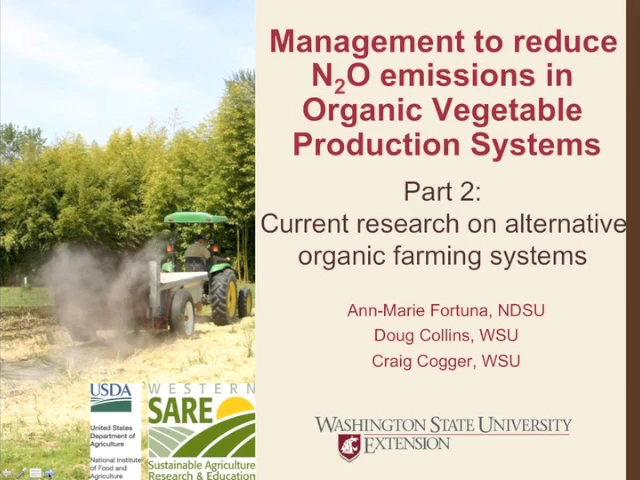 Management to reduce
N₂O emissions in
Organic Vegetable
Production Systems
Part 2:
Current research on alternative
organic farming systems
Ann-Marie Fortuna, NDSU
Doug Collins, WSU
Craig Cogger, WSU
WASHINGTON STATE UNIVERSITY
EXTENSION
USDA
United States
Department of
Agriculture
National Institute
of Food and
Agriculture
WESTERN
SARE
Sustainable Agriculture
Research & Education